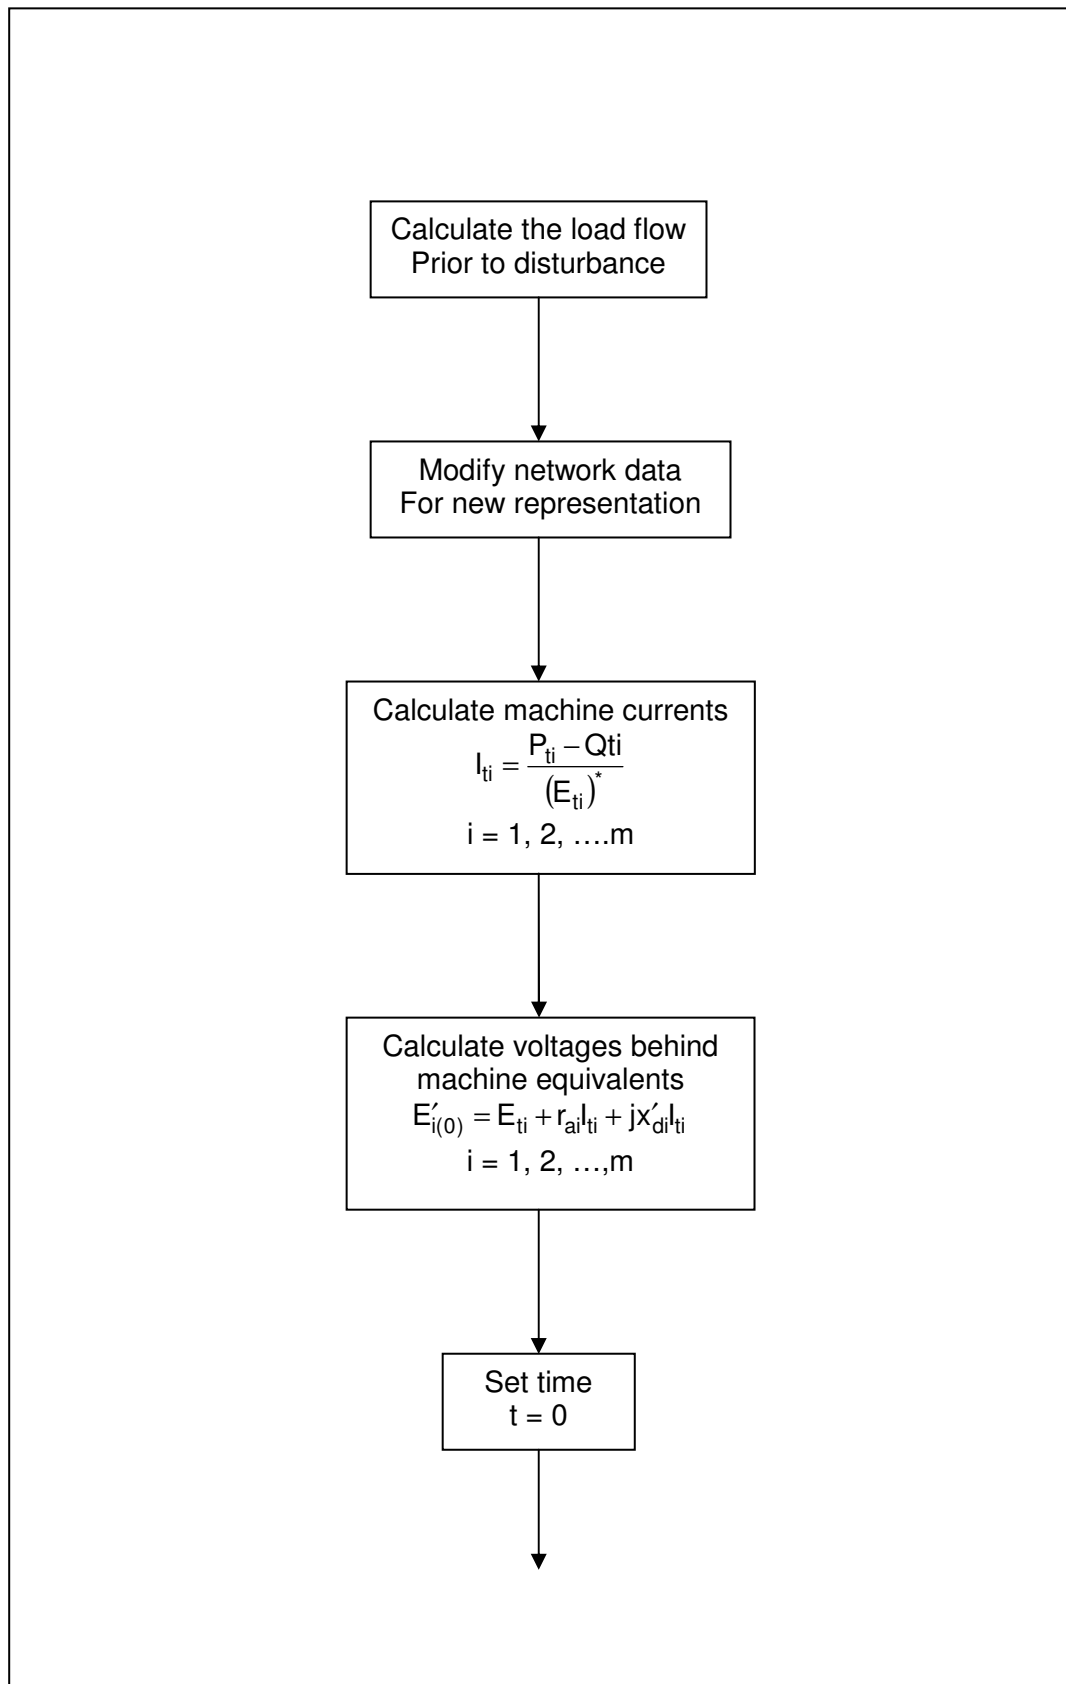 Calculate the load flow
Prior to disturbance
Modify network data
For new representation
Calculate machine currents
I_ti = (P_ti − Qti) / (E_ti)^*
i = 1, 2, ….m
Calculate voltages behind
machine equivalents
E′_i(0) = E_ti + r_ai I_ti + jx′_di I_ti
i = 1, 2, …,m
Set time
t = 0